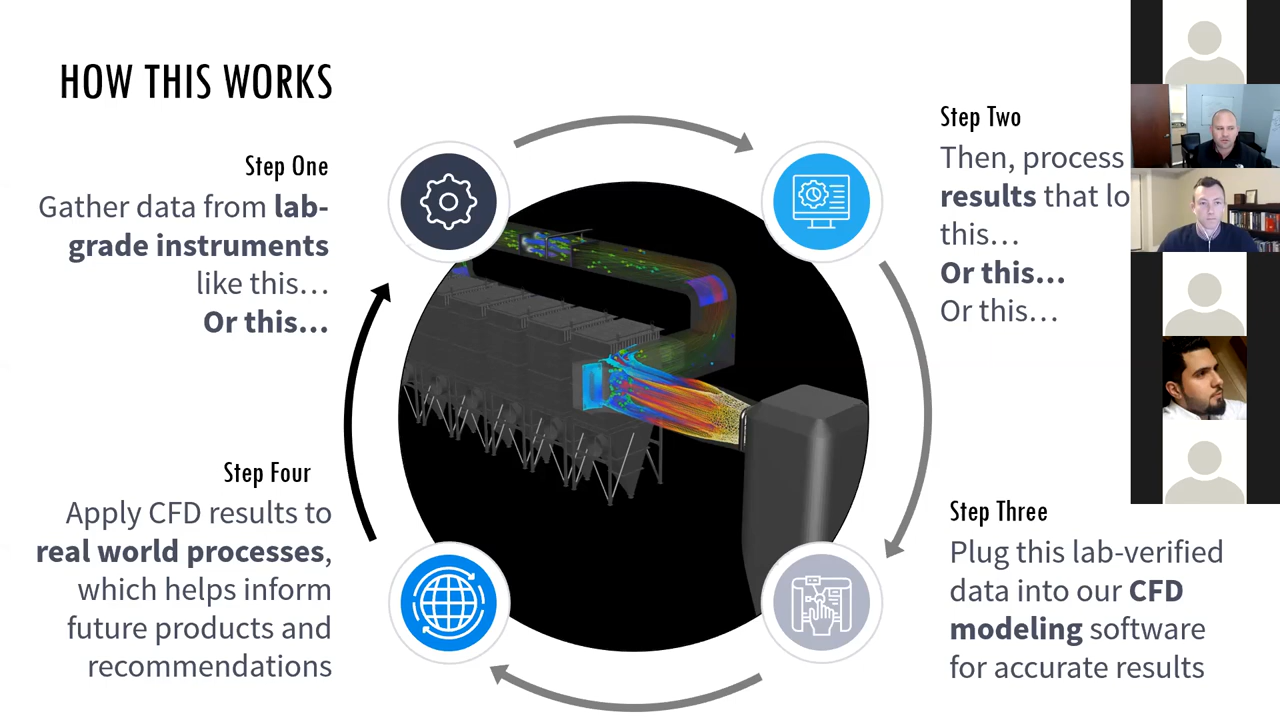 HOW THIS WORKS
Step One
Gather data from lab-
grade instruments
like this…
Or this…
Step Two
Then, process
results that lo
this…
Or this…
Or this…
Step Three
Plug this lab-verified
data into our CFD
modeling software
for accurate results
Step Four
Apply CFD results to
real world processes,
which helps inform
future products and
recommendations